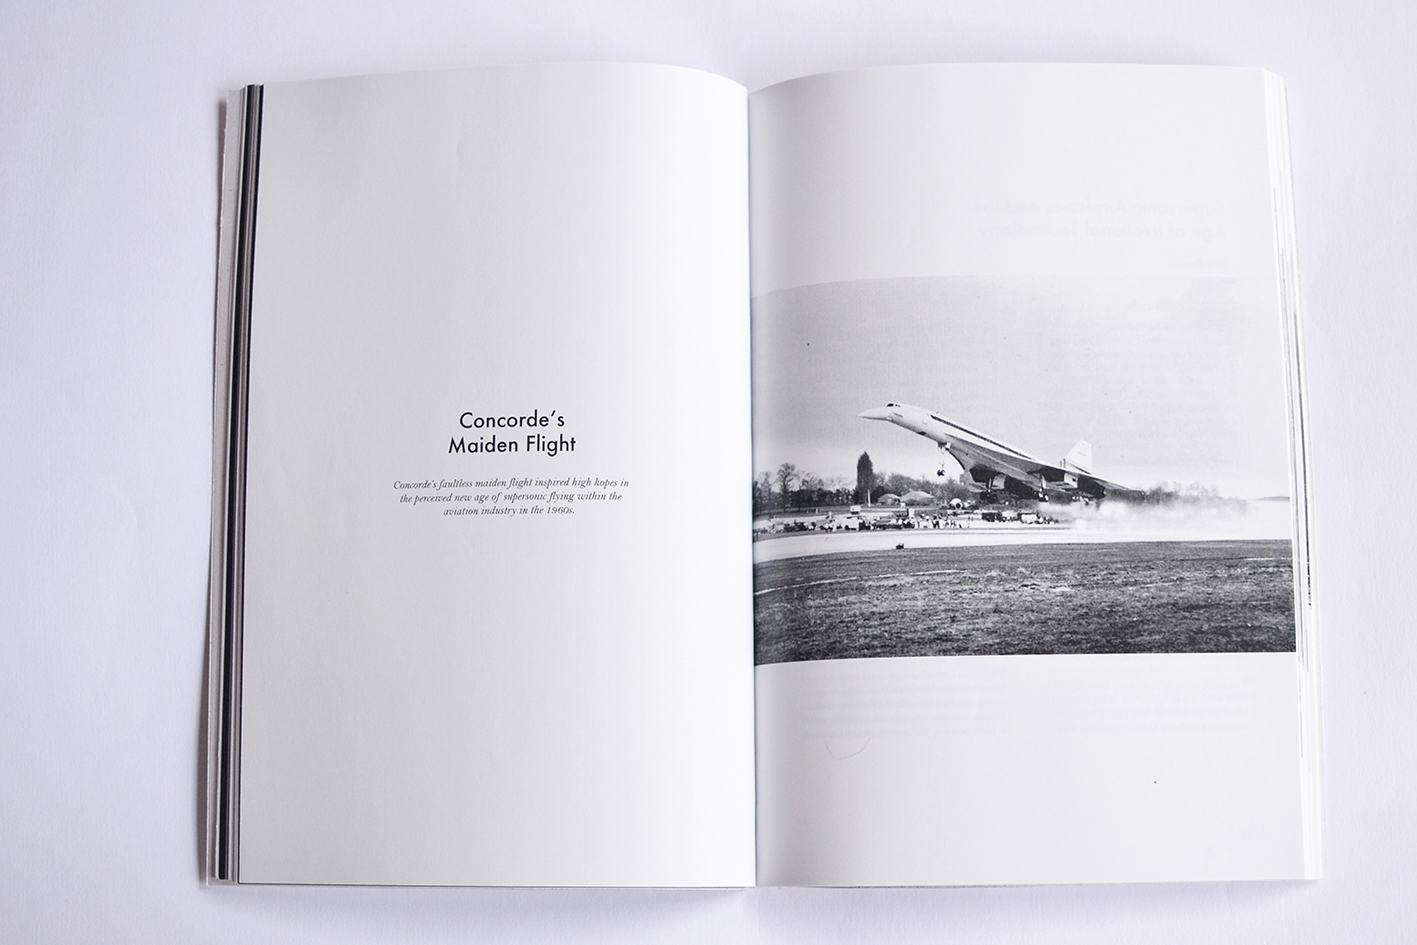 Concorde's
Maiden Flight
Concorde's faultless maiden flight inspired high hopes in
the perceived new age of supersonic flying within the
aviation industry in the 1960s.